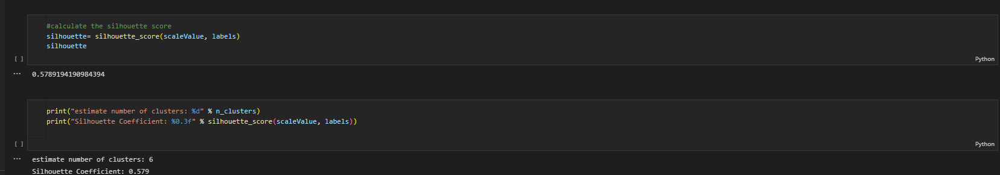 #calculate the silhouette score
silhouette= silhouette_score(scaleValue, labels)
silhouette
[ ]
Python
... 0.5789194190984394
print("estimate number of clusters: %d" % n_clusters)
print("Silhouette Coefficient: %0.3f" % silhouette_score(scaleValue, labels))
[ ]
Python
... estimate number of clusters: 6
Silhouette Coefficient: 0.579